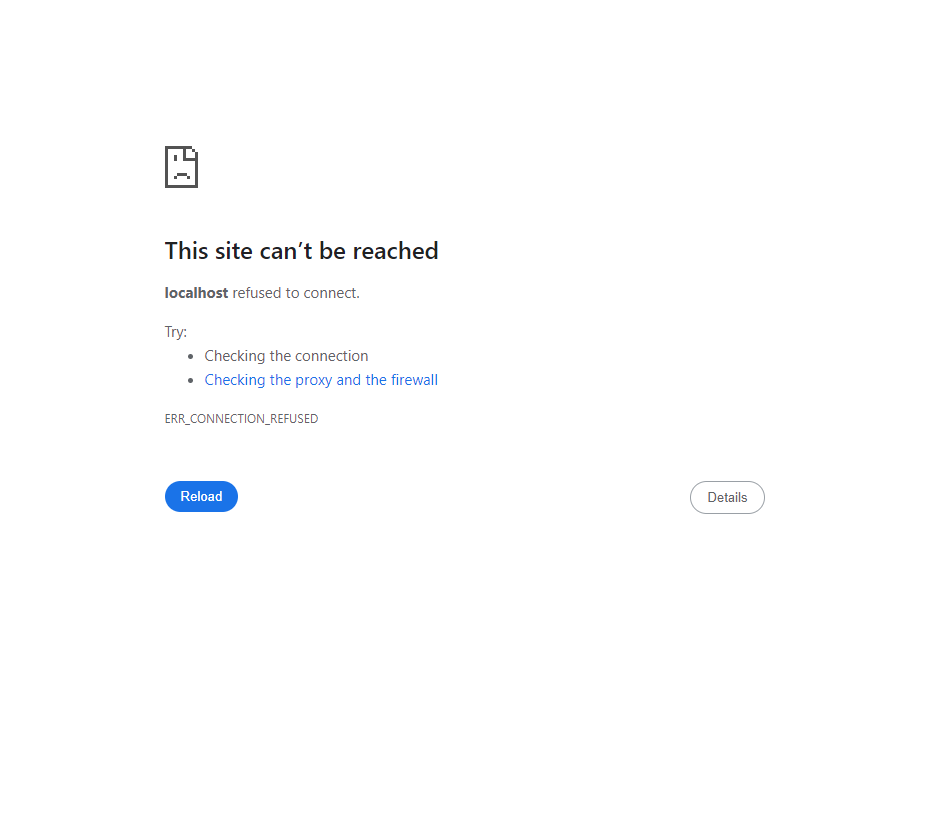 This site can’t be reached
localhost refused to connect.
Try:
Checking the connection
Checking the proxy and the firewall
ERR_CONNECTION_REFUSED
Reload
Details